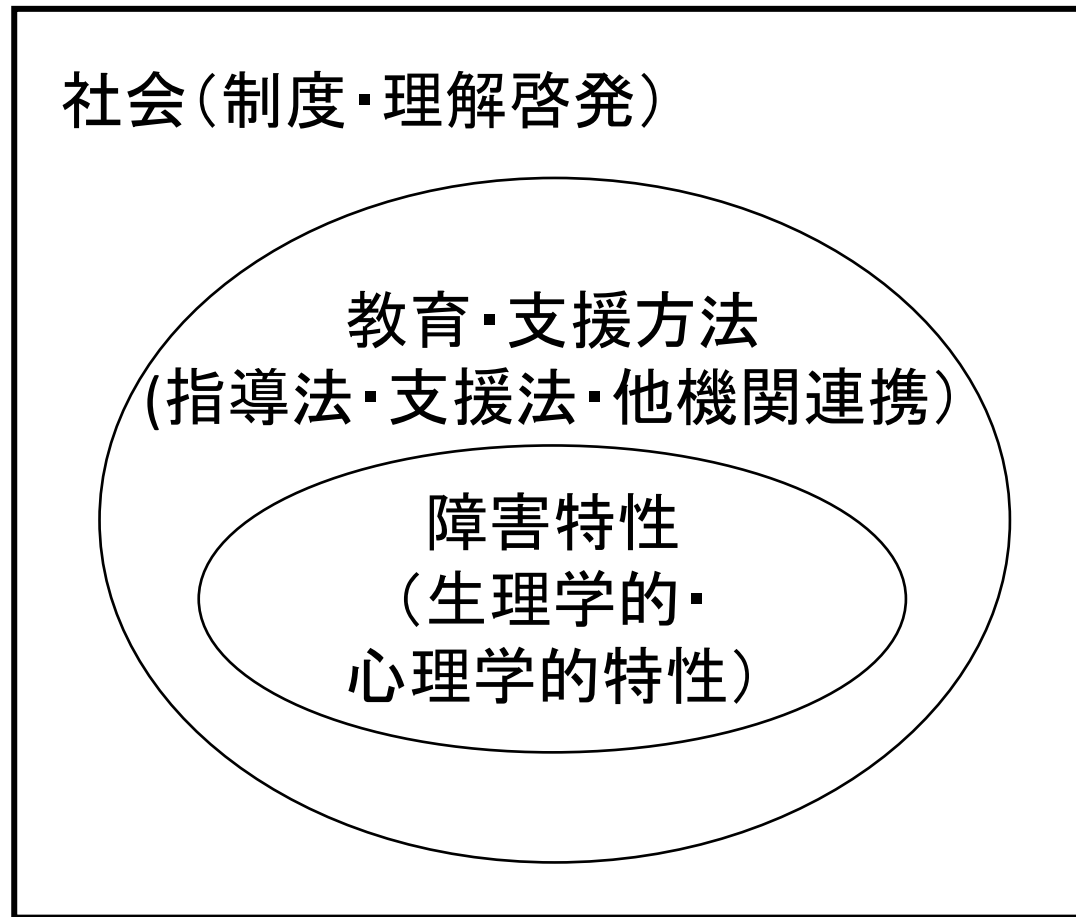 社会（制度・理解啓発）
教育・支援方法
(指導法・支援法・他機関連携）
障害特性
（生理学的・
心理学的特性）